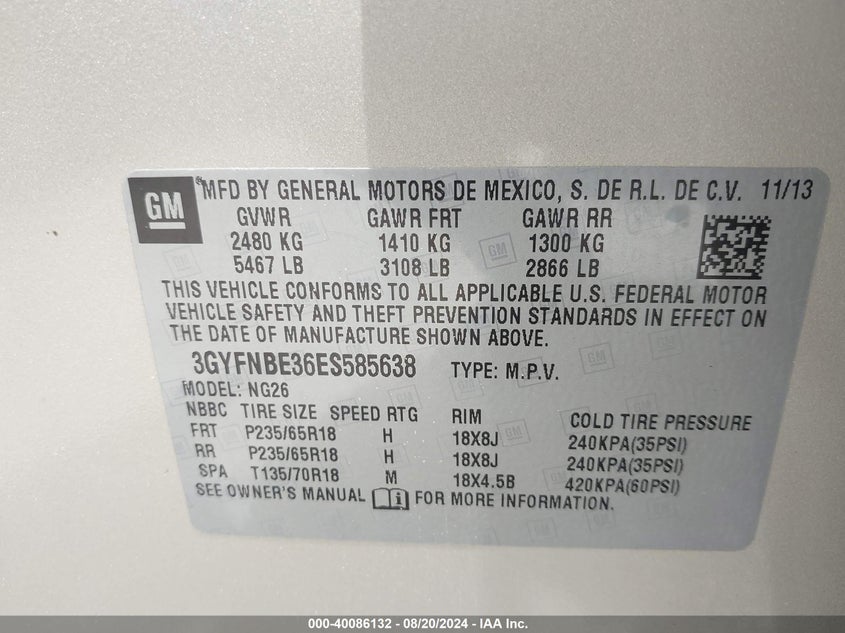 GM ® MFD BY GENERAL MOTORS DE MEXICO, S. DE R.L. DE C.V. 11/13
GVWR GAWR FRT GAWR RR
2480 KG 1410 KG 1300 KG
5467 LB 3108 LB 2866 LB
THIS VEHICLE CONFORMS TO ALL APPLICABLE U.S. FEDERAL MOTOR
VEHICLE SAFETY AND THEFT PREVENTION STANDARDS IN EFFECT ON
THE DATE OF MANUFACTURE SHOWN ABOVE.
3GYFNBE36ES585638 TYPE: M.P.V.
MODEL: NG26
NBBC TIRE SIZE SPEED RTG RIM COLD TIRE PRESSURE
FRT P235/65R18 H 18X8J 240KPA(35PSI)
RR P235/65R18 H 18X8J 240KPA(35PSI)
SPA T135/70R18 M 18X4.5B 420KPA(60PSI)
SEE OWNER'S MANUAL FOR MORE INFORMATION.
000-40086132 - 08/20/2024 - IAA Inc.